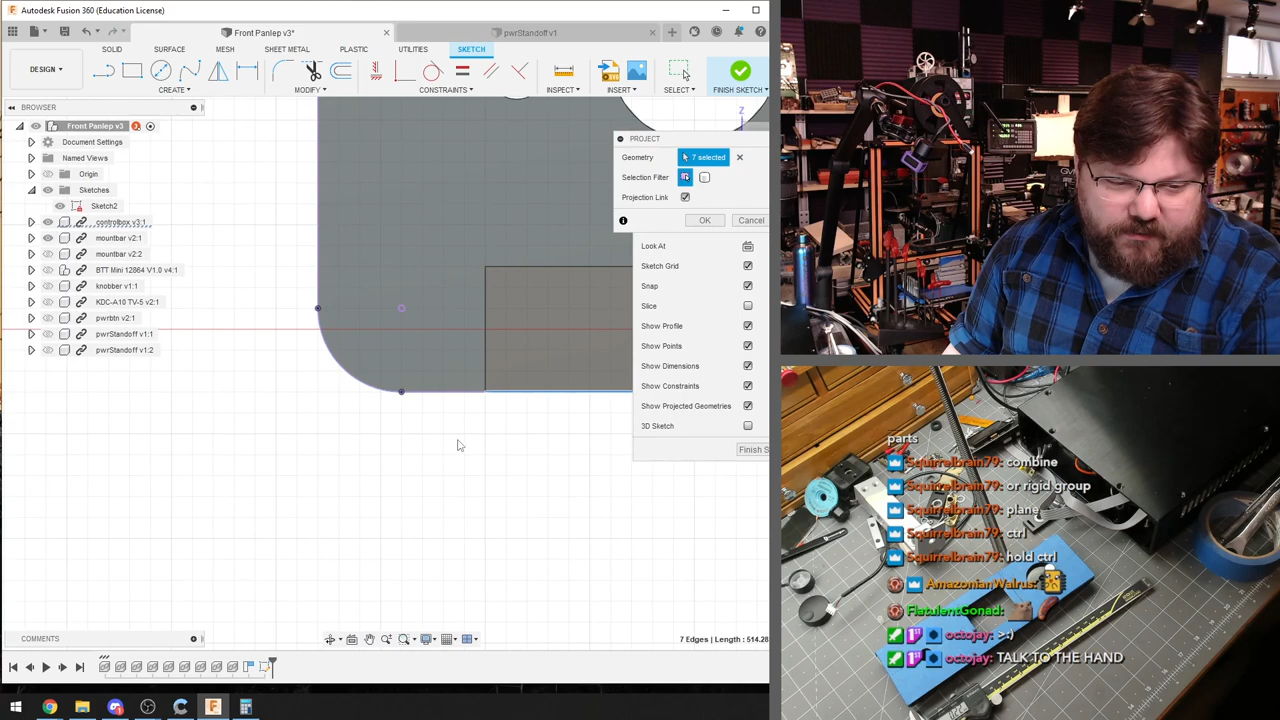 Autodesk Fusion 360 (Education License)
Front Panlep v3*
pwrStandoff v1
SOLID
SURFACE
MESH
SHEET METAL
PLASTIC
UTILITIES
SKETCH
DESIGN
CREATE
MODIFY
CONSTRAINTS
INSPECT
INSERT
SELECT
FINISH SKETCH
BROWSER
Front Panlep v3
Document Settings
Named Views
Origin
Sketches
Sketch2
controlbox v3:1
mountbar v2:1
mountbar v2:2
BTT Mini 12864 V1.0 v4:1
knobber v1:1
KDC-A10 TV-5 v2:1
pwrbtn v2:1
pwrStandoff v1:1
pwrStandoff v1:2
Z
PROJECT
Geometry
7 selected
Selection Filter
Projection Link
OK
Cancel
Look At
Sketch Grid
Snap
Slice
Show Profile
Show Points
Show Dimensions
Show Constraints
Show Projected Geometries
3D Sketch
Finish S
COMMENTS
7 Edges | Length : 514.28
parts
Squirrelbrain79: combine
Squirrelbrain79: or rigid group
Squirrelbrain79: plane
Squirrelbrain79: ctrl
Squirrelbrain79: hold ctrl
AmazonianWalrus:
FlatulentGonad:
octojay: >:)
octojay: TALK TO THE HAND